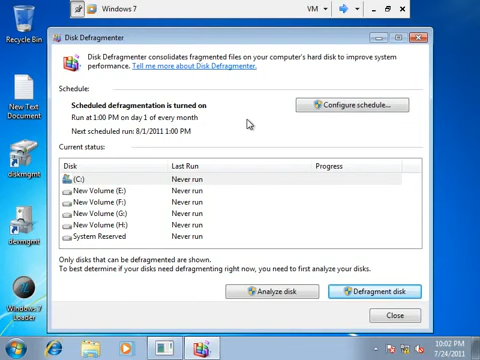 Windows 7
VM
Recycle Bin
New Text
Document
diskmgmt
devmgmt
Windows 7
Loader
Disk Defragmenter
Disk Defragmenter consolidates fragmented files on your computer's hard disk to improve system
performance. Tell me more about Disk Defragmenter.
Schedule:
Scheduled defragmentation is turned on
Configure schedule...
Run at 1:00 PM on day 1 of every month
Next scheduled run: 8/1/2011 1:00 PM
Current status:
Disk Last Run Progress
(C:) Never run
New Volume (E:) Never run
New Volume (F:) Never run
New Volume (G:) Never run
New Volume (H:) Never run
System Reserved Never run
Only disks that can be defragmented are shown.
To best determine if your disks need defragmenting right now, you need to first analyze your disks.
Analyze disk Defragment disk
Close
10:02 PM
7/24/2011